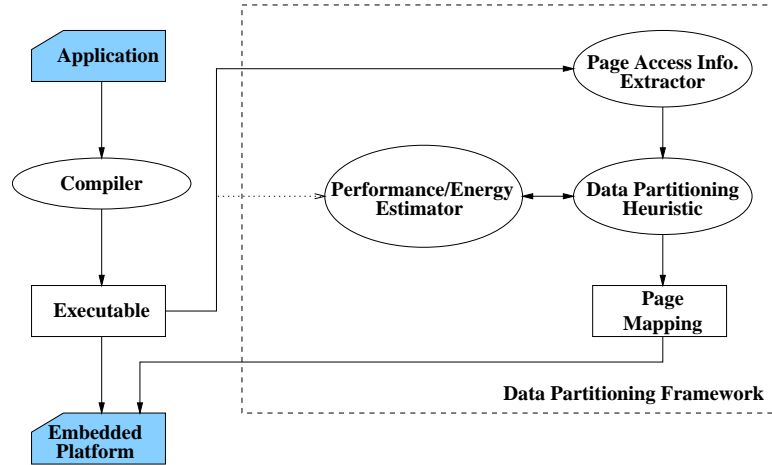 Application
Page Access Info.
Extractor
Compiler
Performance/Energy
Estimator
Data Partitioning
Heuristic
Executable
Page
Mapping
Data Partitioning Framework
Embedded
Platform